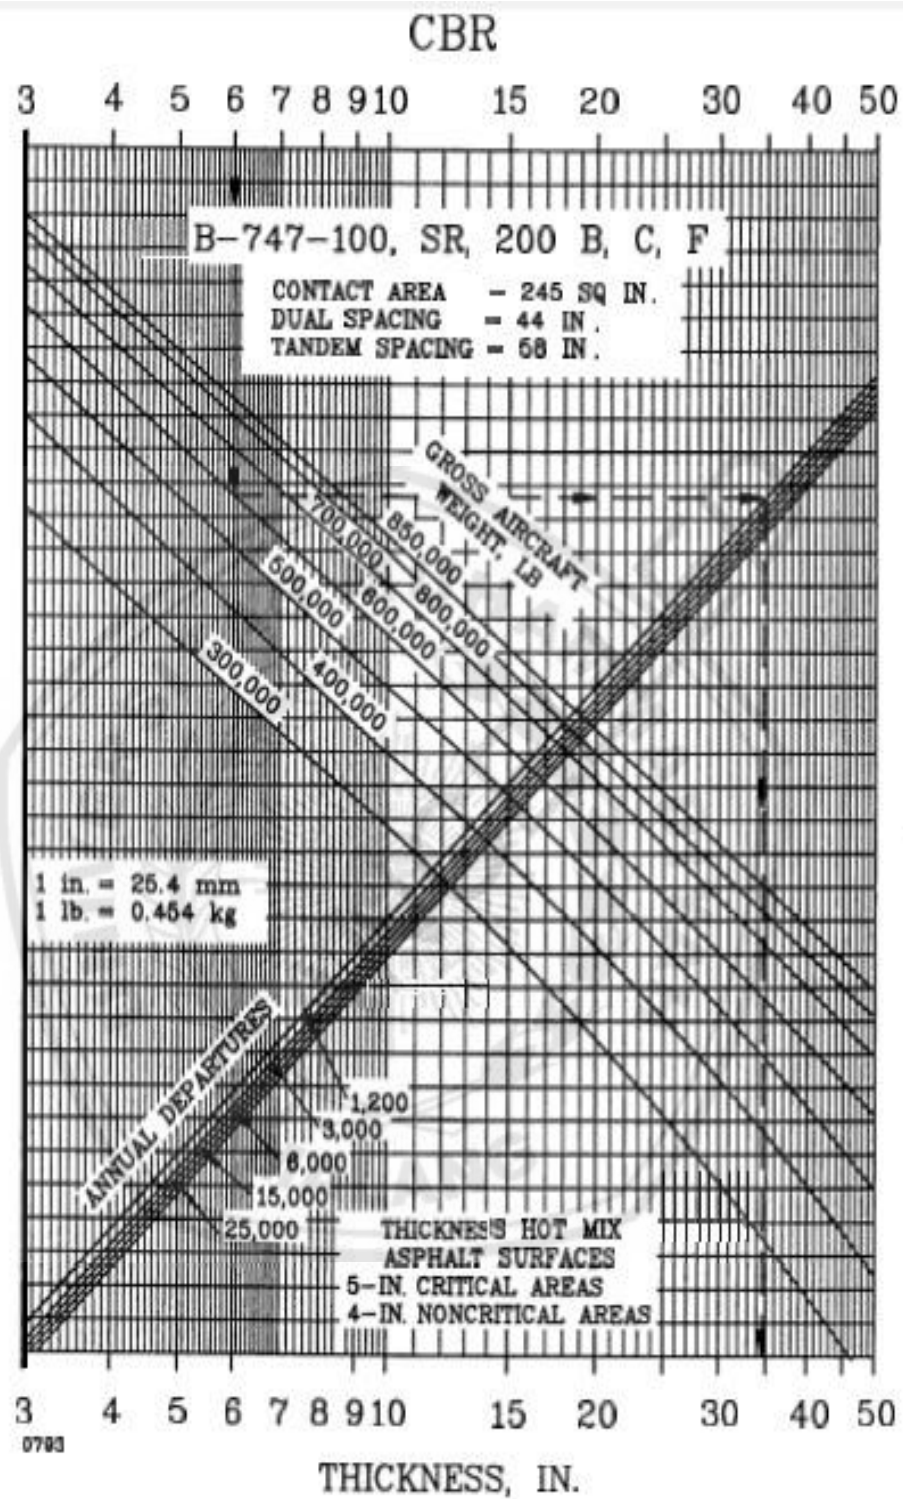 CBR
3 4 5 6 7 8 9 10 15 20 30 40 50
B-747-100, SR, 200 B, C, F
CONTACT AREA - 245 SQ IN.
DUAL SPACING = 44 IN.
TANDEM SPACING = 58 IN.
GROSS AIRCRAFT
WEIGHT, LB
850,000
800,000
700,000
600,000
500,000
400,000
300,000
1 in. = 25.4 mm
1 lb. = 0.454 kg
ANNUAL DEPARTURES
1,200
3,000
6,000
15,000
25,000
THICKNESS HOT MIX
ASPHALT SURFACES
5-IN. CRITICAL AREAS
4-IN. NONCRITICAL AREAS
3 4 5 6 7 8 9 10 15 20 30 40 50
0793
THICKNESS, IN.